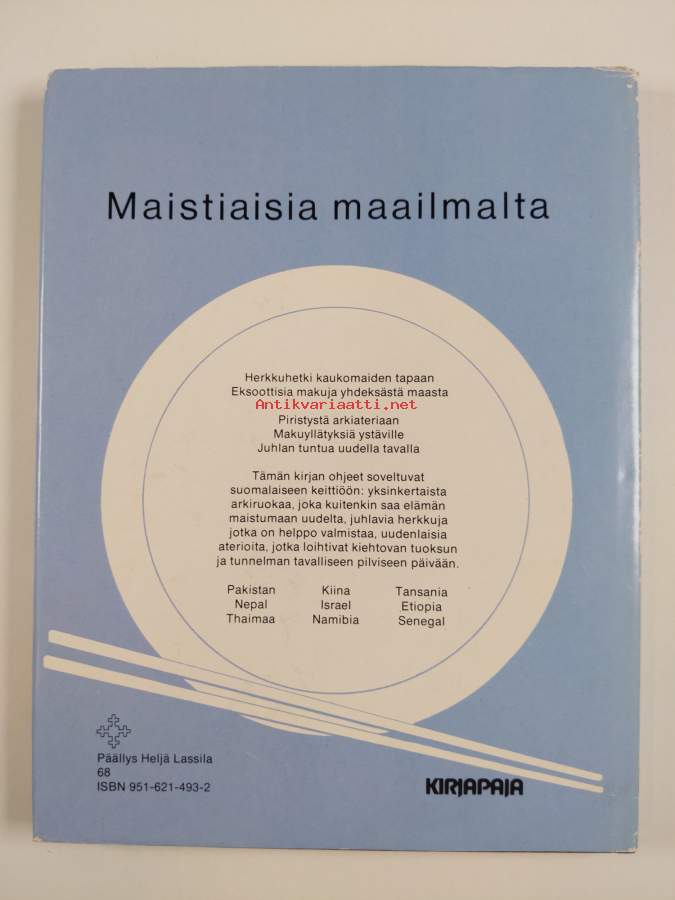 Maistiaisia maailmalta
Herkkuhetki kaukomaiden tapaan
Eksoottisia makuja yhdeksästä maasta
Antikvariaatti.net
Piristystä arkiateriaan
Makuyllätyksiä ystäville
Juhlan tuntua uudella tavalla
Tämän kirjan ohjeet soveltuvat
suomalaiseen keittiöön: yksinkertaista
arkiruokaa, joka kuitenkin saa elämän
maistumaan uudelta, juhlavia herkkuja
jotka on helppo valmistaa, uudenlaisia
aterioita, jotka loihtivat kiehtovan tuoksun
ja tunnelman tavalliseen pilviseen päivään.
Pakistan Kiina Tansania
Nepal Israel Etiopia
Thaimaa Namibia Senegal
Päällys Heljä Lassila
68
ISBN 951-621-493-2
KIRJAPAJA